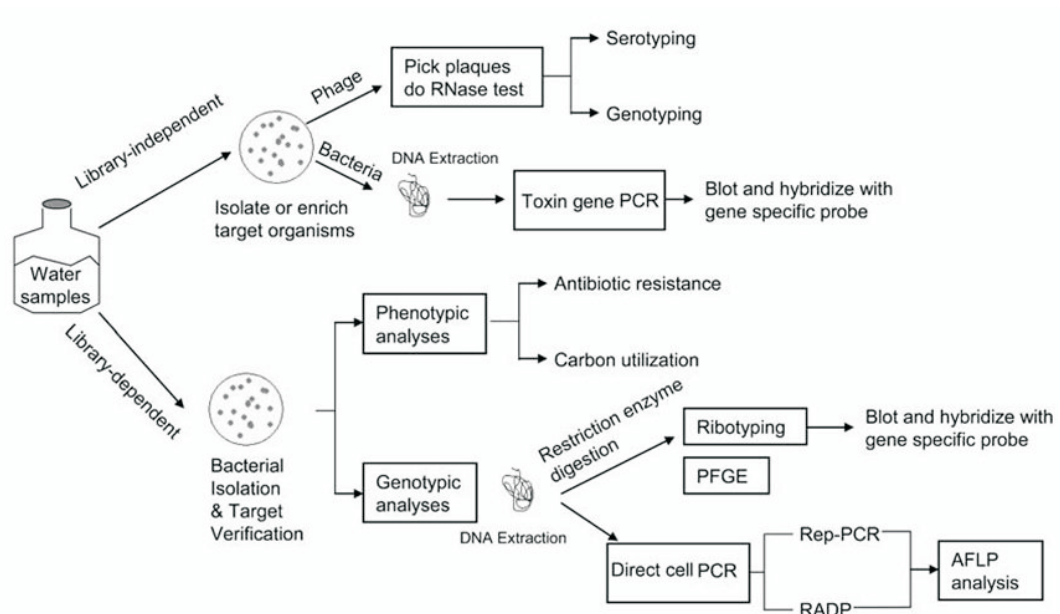 Serotyping
Pick plaques
do RNase test
Genotyping
Phage
Library-independent
Bacteria
DNA Extraction
Isolate or enrich
target organisms
Toxin gene PCR
Blot and hybridize with
gene specific probe
Water
samples
Library-dependent
Phenotypic
analyses
Antibiotic resistance
Carbon utilization
Bacterial
Isolation
& Target
Verification
Genotypic
analyses
DNA Extraction
Restriction enzyme
digestion
Ribotyping
Blot and hybridize with
gene specific probe
PFGE
Direct cell PCR
Rep-PCR
RADP
AFLP
analysis